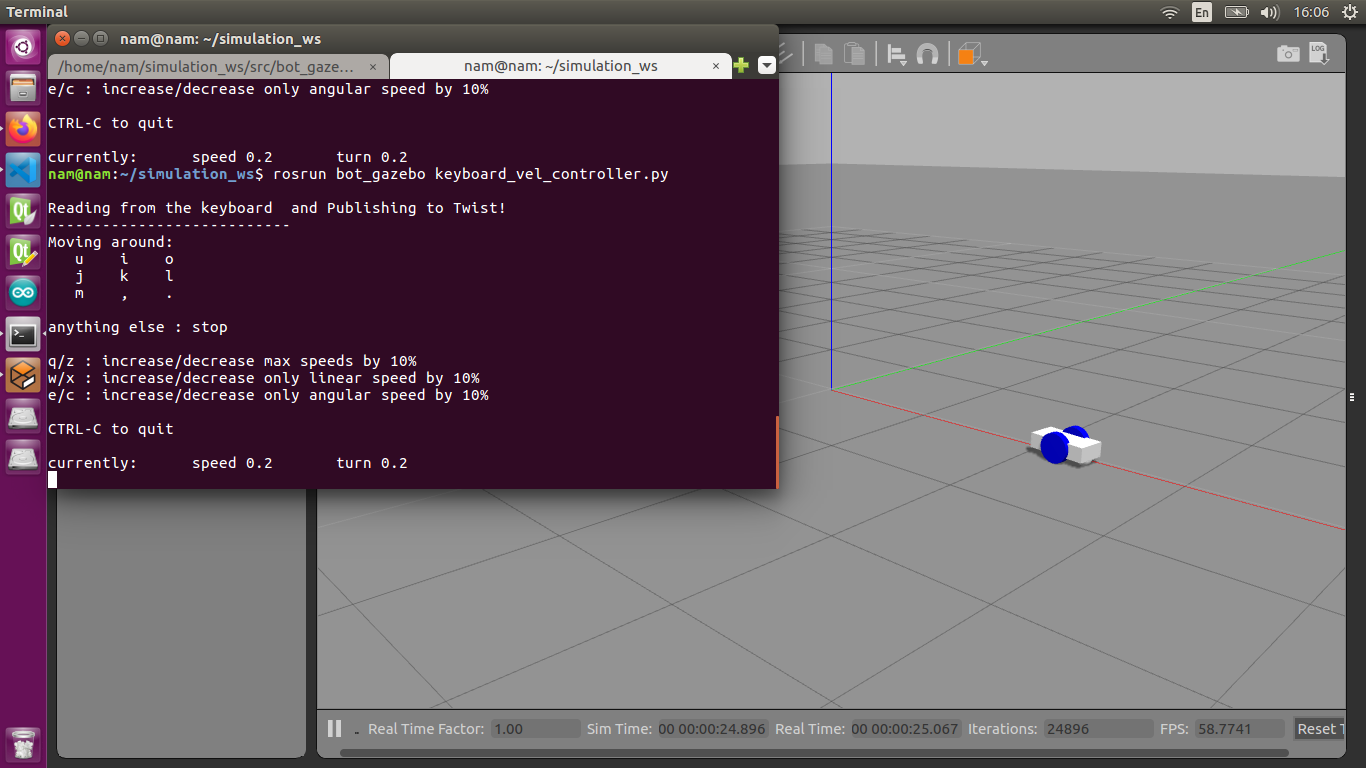 Terminal
En
16:06
nam@nam: ~/simulation_ws
/home/nam/simulation_ws/src/bot_gaze… ×
nam@nam: ~/simulation_ws ×
LOG
e/c : increase/decrease only angular speed by 10%
CTRL-C to quit
currently: speed 0.2 turn 0.2
nam@nam:~/simulation_ws$ rosrun bot_gazebo keyboard_vel_controller.py
Reading from the keyboard and Publishing to Twist!
---------------------------
Moving around:
u i o
j k l
m , .
anything else : stop
q/z : increase/decrease max speeds by 10%
w/x : increase/decrease only linear speed by 10%
e/c : increase/decrease only angular speed by 10%
CTRL-C to quit
currently: speed 0.2 turn 0.2
Qt
Qt
Real Time Factor: 1.00 Sim Time: 00 00:00:24.896 Real Time: 00 00:00:25.067 Iterations: 24896 FPS: 58.7741 Reset T